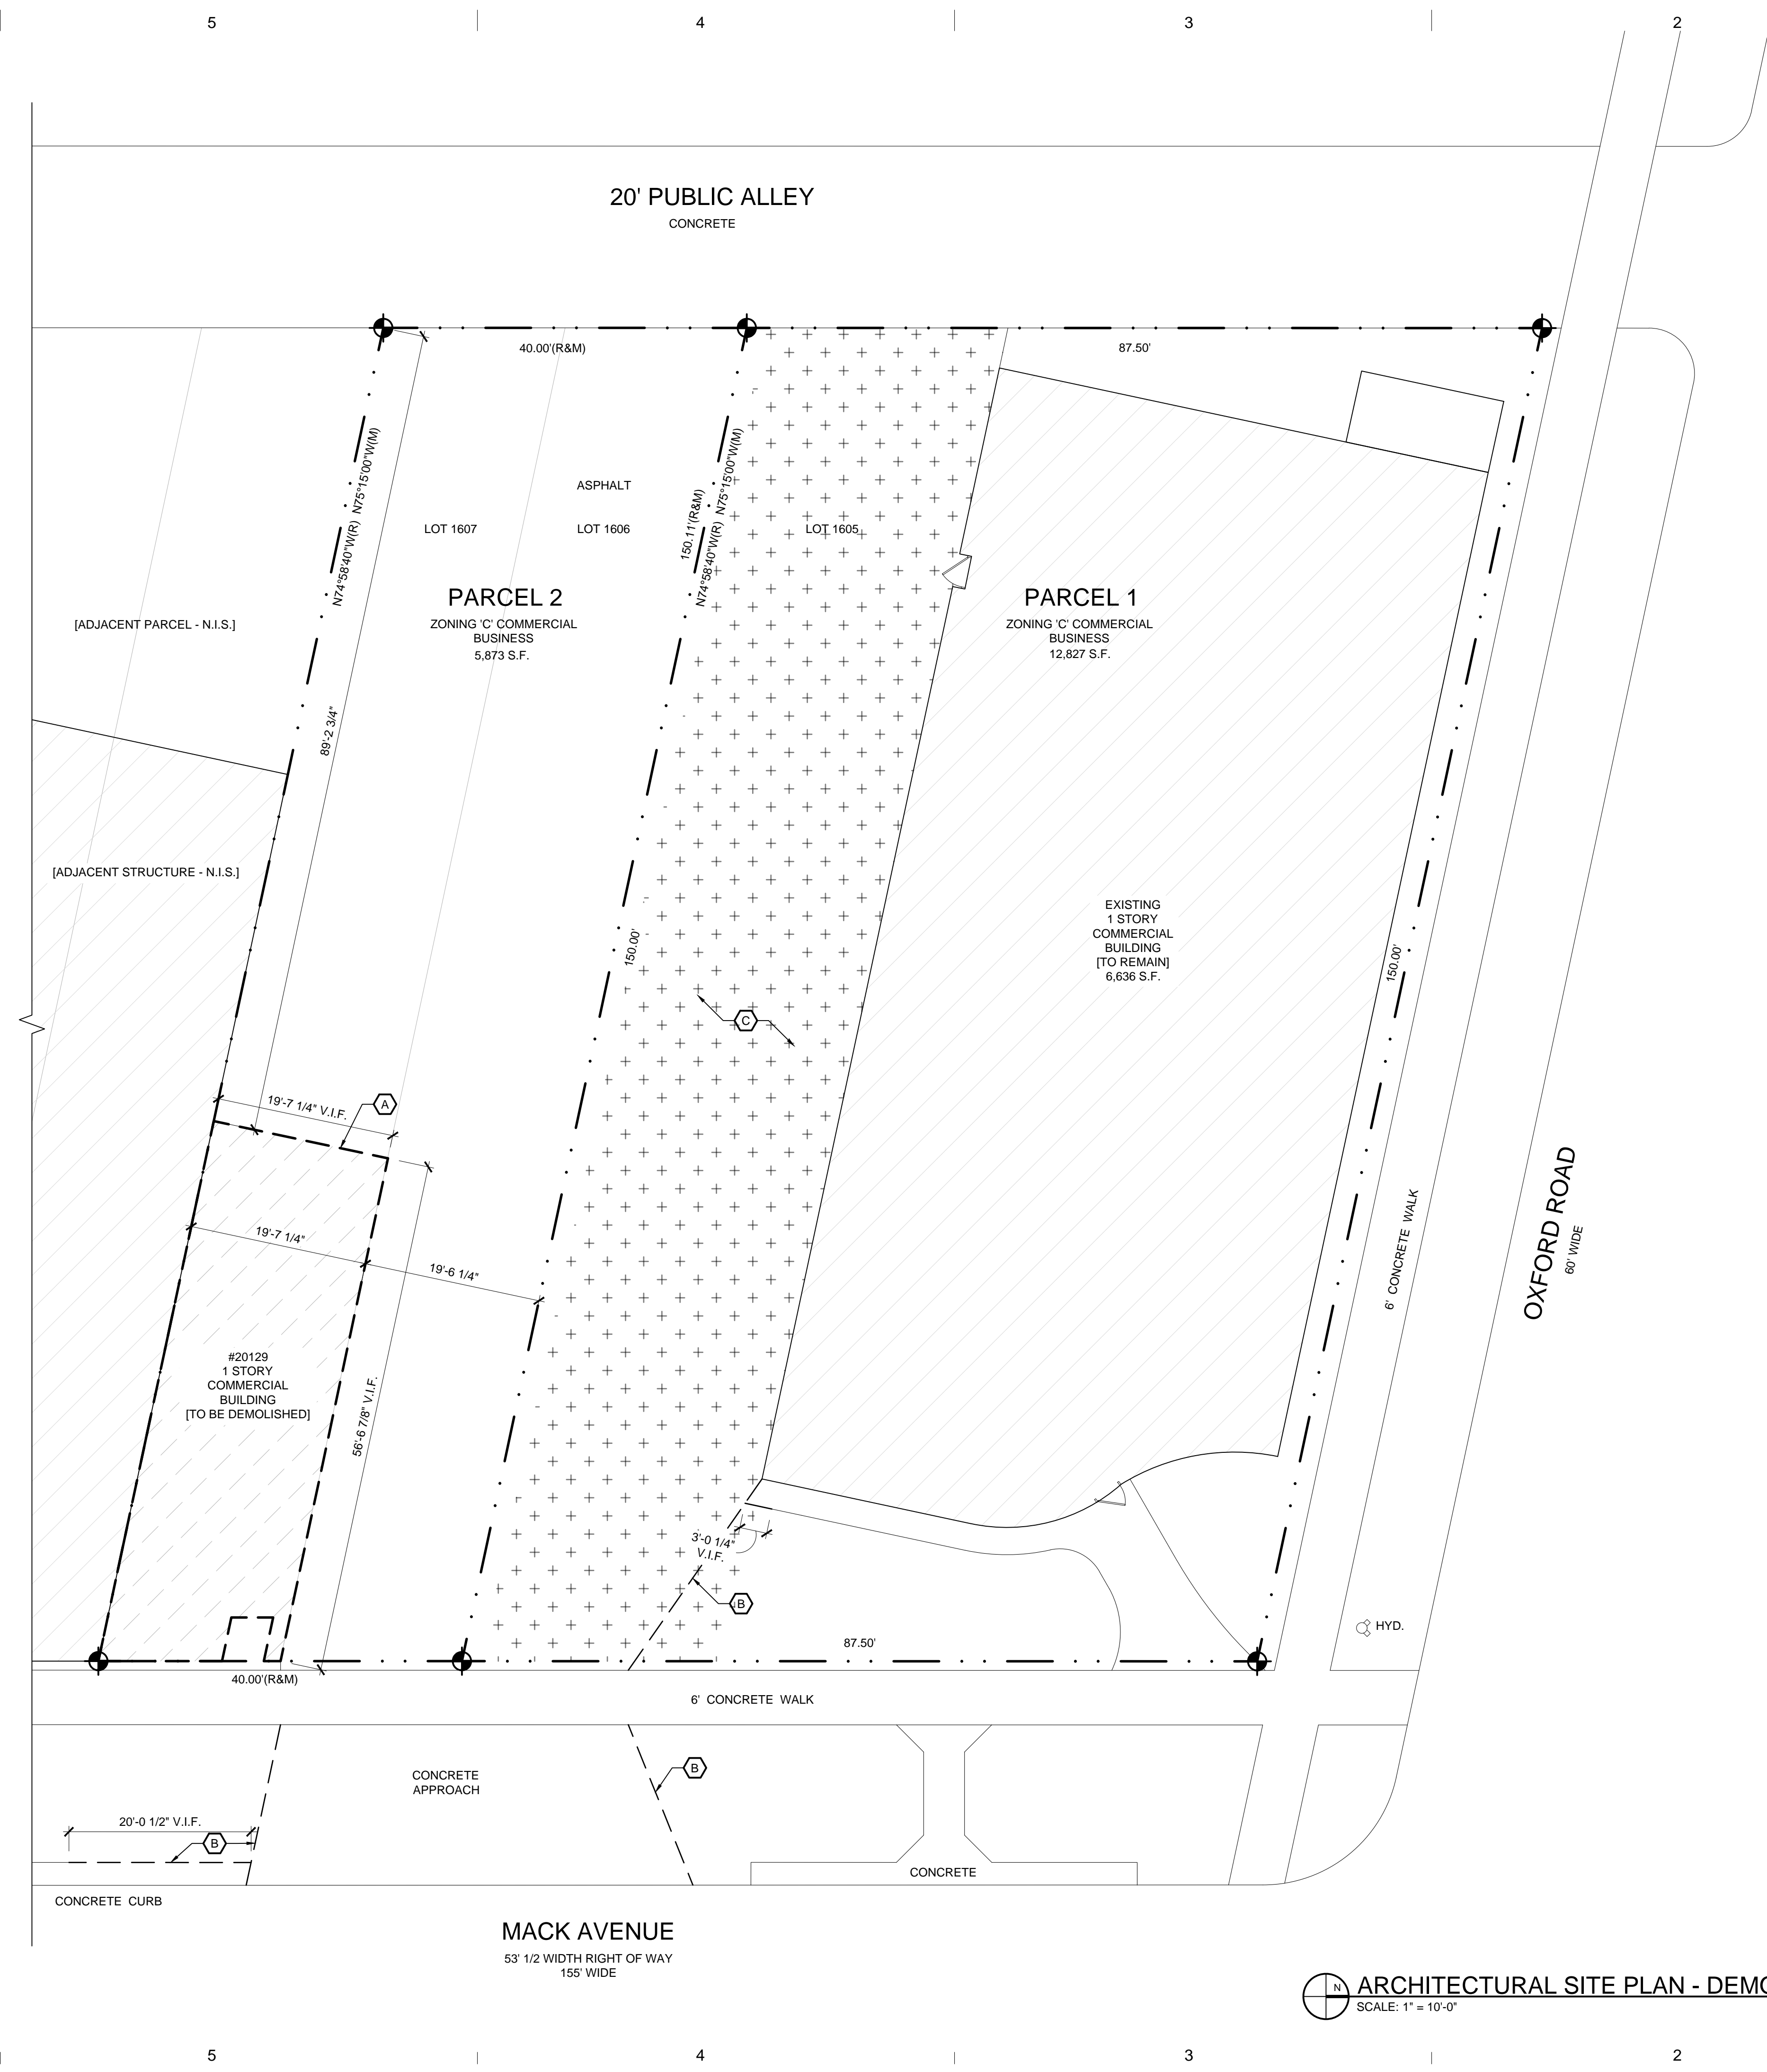 5
4
3
2
20' PUBLIC ALLEY
CONCRETE
40.00'(R&M)
87.50'
N74°58'40"W(R) N75°15'00"W(M)
150.11'(R&M)
N74°58'40"W(R) N75°15'00"W(M)
ASPHALT
LOT 1607
LOT 1606
LOT 1605
PARCEL 2
ZONING 'C' COMMERCIAL
BUSINESS
5,873 S.F.
PARCEL 1
ZONING 'C' COMMERCIAL
BUSINESS
12,827 S.F.
[ADJACENT PARCEL - N.I.S.]
89'-2 3/4"
[ADJACENT STRUCTURE - N.I.S.]
150.00'
EXISTING
1 STORY
COMMERCIAL
BUILDING
[TO REMAIN]
6,636 S.F.
150.00'
C
19'-7 1/4" V.I.F.
A
19'-7 1/4"
19'-6 1/4"
6' CONCRETE WALK
OXFORD ROAD
60' WIDE
#20129
1 STORY
COMMERCIAL
BUILDING
[TO BE DEMOLISHED]
56'-6 7/8" V.I.F.
3'-0 1/4"
V.I.F.
B
HYD.
87.50'
40.00'(R&M)
6' CONCRETE WALK
CONCRETE
APPROACH
B
20'-0 1/2" V.I.F.
B
CONCRETE
CONCRETE CURB
MACK AVENUE
53' 1/2 WIDTH RIGHT OF WAY
155' WIDE
N
ARCHITECTURAL SITE PLAN - DEMO
SCALE: 1" = 10'-0"
5
4
3
2